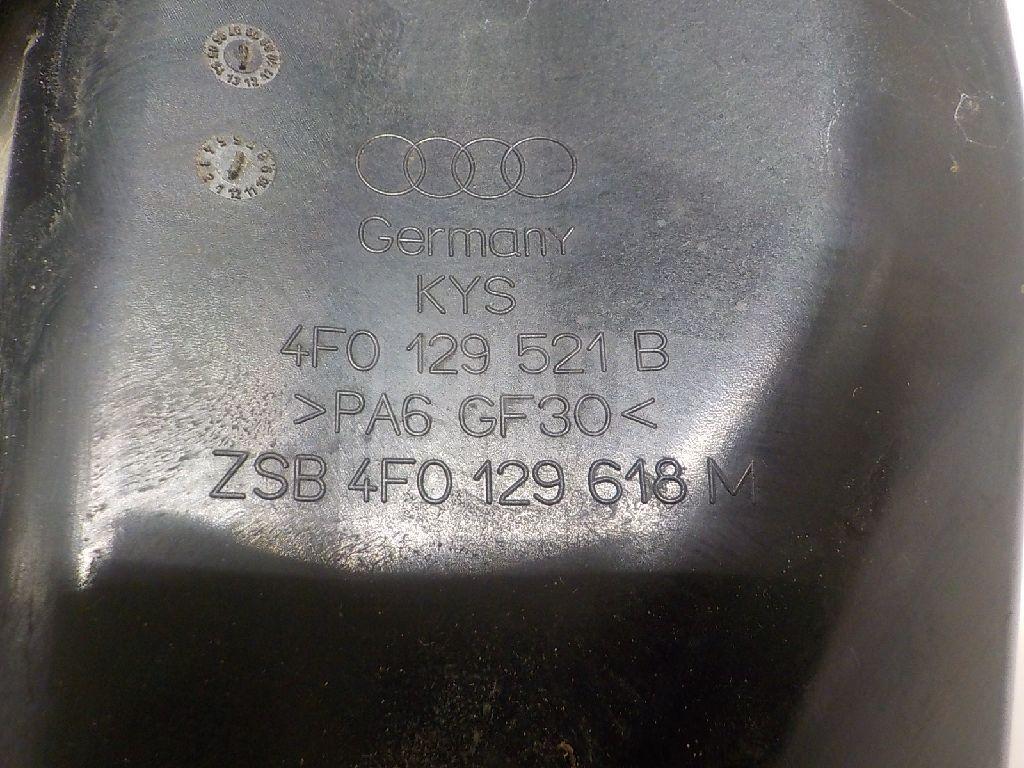 Germany
KYS
4F0 129 521 B
>PA6 GF30<
ZSB 4F0 129 618 M